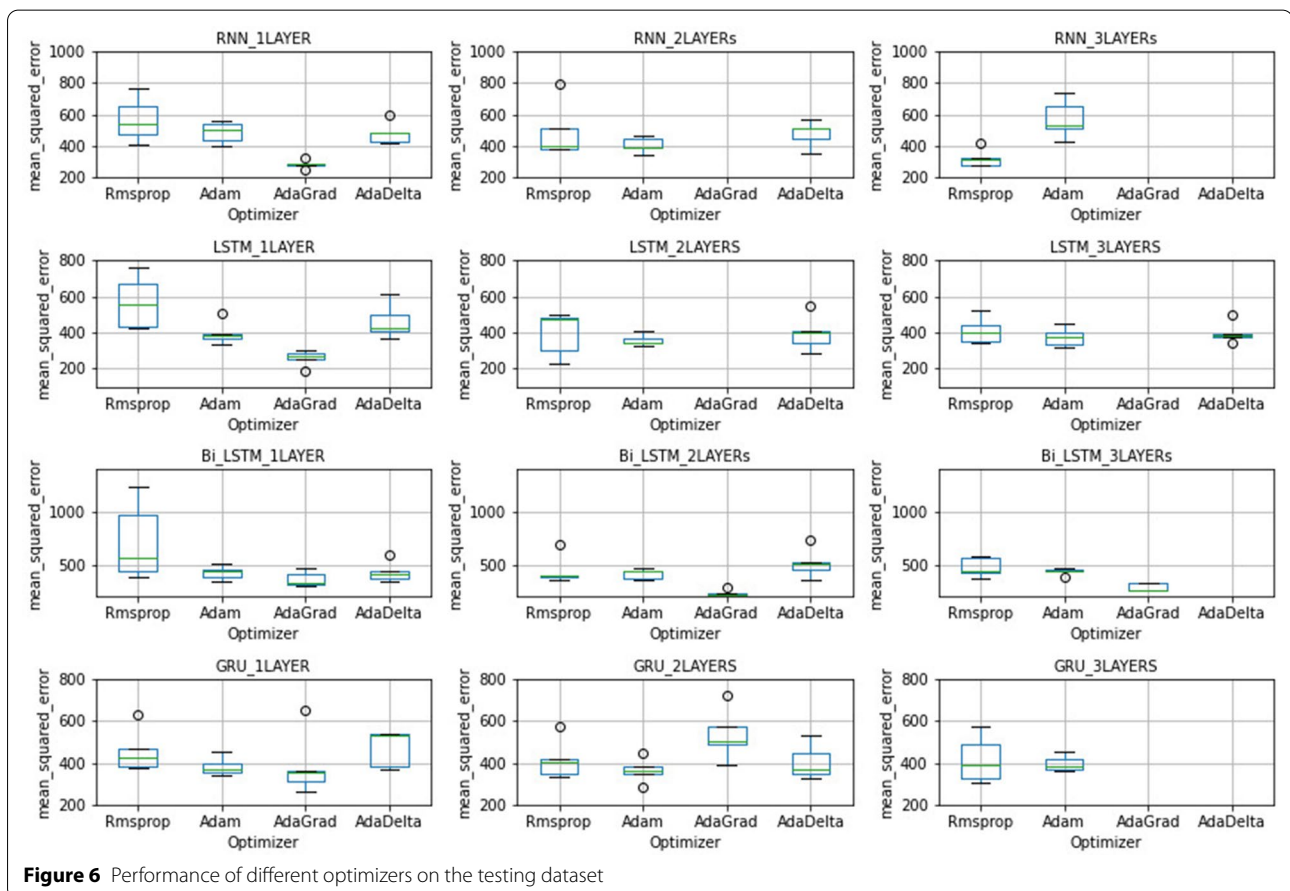 RNN_1LAYER
mean_squared_error
1000
800
600
400
200
Rmsprop Adam AdaGrad AdaDelta
Optimizer
RNN_2LAYERs
mean_squared_error
1000
800
600
400
200
Rmsprop Adam AdaGrad AdaDelta
Optimizer
RNN_3LAYERs
mean_squared_error
1000
800
600
400
200
Rmsprop Adam AdaGrad AdaDelta
Optimizer
LSTM_1LAYER
mean_squared_error
800
600
400
200
Rmsprop Adam AdaGrad AdaDelta
Optimizer
LSTM_2LAYERS
mean_squared_error
800
600
400
200
Rmsprop Adam AdaGrad AdaDelta
Optimizer
LSTM_3LAYERS
mean_squared_error
800
600
400
200
Rmsprop Adam AdaGrad AdaDelta
Optimizer
Bi_LSTM_1LAYER
mean_squared_error
1000
500
Rmsprop Adam AdaGrad AdaDelta
Optimizer
Bi_LSTM_2LAYERs
mean_squared_error
1000
500
Rmsprop Adam AdaGrad AdaDelta
Optimizer
Bi_LSTM_3LAYERs
mean_squared_error
1000
500
Rmsprop Adam AdaGrad AdaDelta
Optimizer
GRU_1LAYER
mean_squared_error
800
600
400
200
Rmsprop Adam AdaGrad AdaDelta
Optimizer
GRU_2LAYERS
mean_squared_error
800
600
400
200
Rmsprop Adam AdaGrad AdaDelta
Optimizer
GRU_3LAYERS
mean_squared_error
800
600
400
200
Rmsprop Adam AdaGrad AdaDelta
Optimizer
Figure 6 Performance of different optimizers on the testing dataset